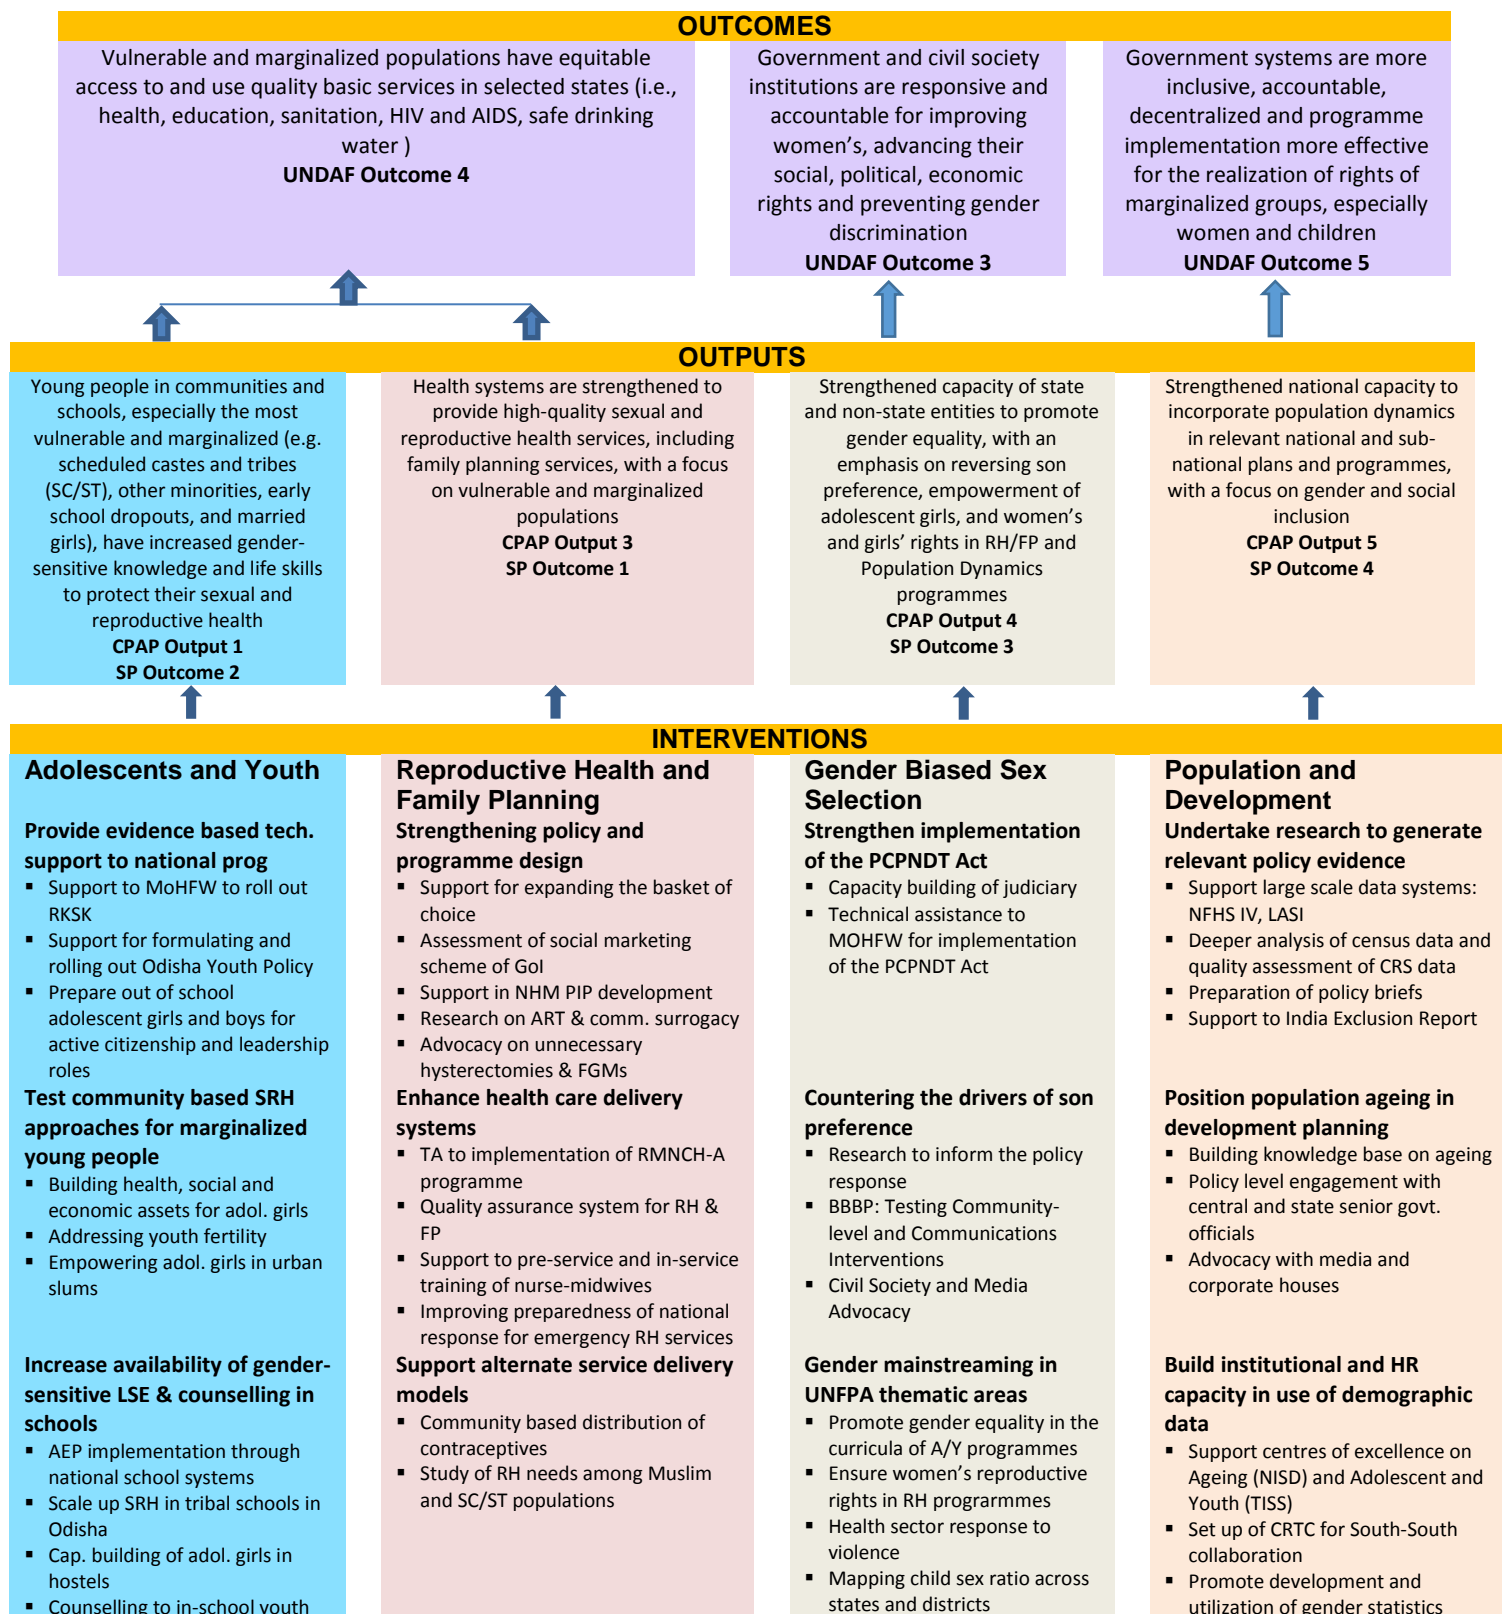 OUTCOMES
Vulnerable and marginalized populations have equitable
access to and use quality basic services in selected states (i.e.,
health, education, sanitation, HIV and AIDS, safe drinking
water )
UNDAF Outcome 4
Government and civil society
institutions are responsive and
accountable for improving
women's, advancing their
social, political, economic
rights and preventing gender
discrimination
UNDAF Outcome 3
Government systems are more
inclusive, accountable,
decentralized and programme
implementation more effective
for the realization of rights of
marginalized groups, especially
women and children
UNDAF Outcome 5
OUTPUTS
Young people in communities and
schools, especially the most
vulnerable and marginalized (e.g.
scheduled castes and tribes
(SC/ST), other minorities, early
school dropouts, and married
girls), have increased gender-
sensitive knowledge and life skills
to protect their sexual and
reproductive health
CPAP Output 1
SP Outcome 2
Health systems are strengthened to
provide high-quality sexual and
reproductive health services, including
family planning services, with a focus
on vulnerable and marginalized
populations
CPAP Output 3
SP Outcome 1
Strengthened capacity of state
and non-state entities to promote
gender equality, with an
emphasis on reversing son
preference, empowerment of
adolescent girls, and women's
and girls' rights in RH/FP and
Population Dynamics
programmes
CPAP Output 4
SP Outcome 3
Strengthened national capacity to
incorporate population dynamics
in relevant national and sub-
national plans and programmes,
with a focus on gender and social
inclusion
CPAP Output 5
SP Outcome 4
INTERVENTIONS
Adolescents and Youth
Provide evidence based tech.
support to national prog
▪ Support to MoHFW to roll out
RKSK
▪ Support for formulating and
rolling out Odisha Youth Policy
▪ Prepare out of school
adolescent girls and boys for
active citizenship and leadership
roles
Test community based SRH
approaches for marginalized
young people
▪ Building health, social and
economic assets for adol. girls
▪ Addressing youth fertility
▪ Empowering adol. girls in urban
slums
Increase availability of gender-
sensitive LSE & counselling in
schools
▪ AEP implementation through
national school systems
▪ Scale up SRH in tribal schools in
Odisha
▪ Cap. building of adol. girls in
hostels
▪ Counselling to in-school youth
Reproductive Health and
Family Planning
Strengthening policy and
programme design
▪ Support for expanding the basket of
choice
▪ Assessment of social marketing
scheme of GoI
▪ Support in NHM PIP development
▪ Research on ART & comm. surrogacy
▪ Advocacy on unnecessary
hysterectomies & FGMs
Enhance health care delivery
systems
▪ TA to implementation of RMNCH-A
programme
▪ Quality assurance system for RH &
FP
▪ Support to pre-service and in-service
training of nurse-midwives
▪ Improving preparedness of national
response for emergency RH services
Support alternate service delivery
models
▪ Community based distribution of
contraceptives
▪ Study of RH needs among Muslim
and SC/ST populations
Gender Biased Sex
Selection
Strengthen implementation
of the PCPNDT Act
▪ Capacity building of judiciary
▪ Technical assistance to
MOHFW for implementation
of the PCPNDT Act
Countering the drivers of son
preference
▪ Research to inform the policy
response
▪ BBBP: Testing Community-
level and Communications
Interventions
▪ Civil Society and Media
Advocacy
Gender mainstreaming in
UNFPA thematic areas
▪ Promote gender equality in the
curricula of A/Y programmes
▪ Ensure women's reproductive
rights in RH prograrmmes
▪ Health sector response to
violence
▪ Mapping child sex ratio across
states and districts
Population and
Development
Undertake research to generate
relevant policy evidence
▪ Support large scale data systems:
NFHS IV, LASI
▪ Deeper analysis of census data and
quality assessment of CRS data
▪ Preparation of policy briefs
▪ Support to India Exclusion Report
Position population ageing in
development planning
▪ Building knowledge base on ageing
▪ Policy level engagement with
central and state senior govt.
officials
▪ Advocacy with media and
corporate houses
Build institutional and HR
capacity in use of demographic
data
▪ Support centres of excellence on
Ageing (NISD) and Adolescent and
Youth (TISS)
▪ Set up of CRTC for South-South
collaboration
▪ Promote development and
utilization of gender statistics